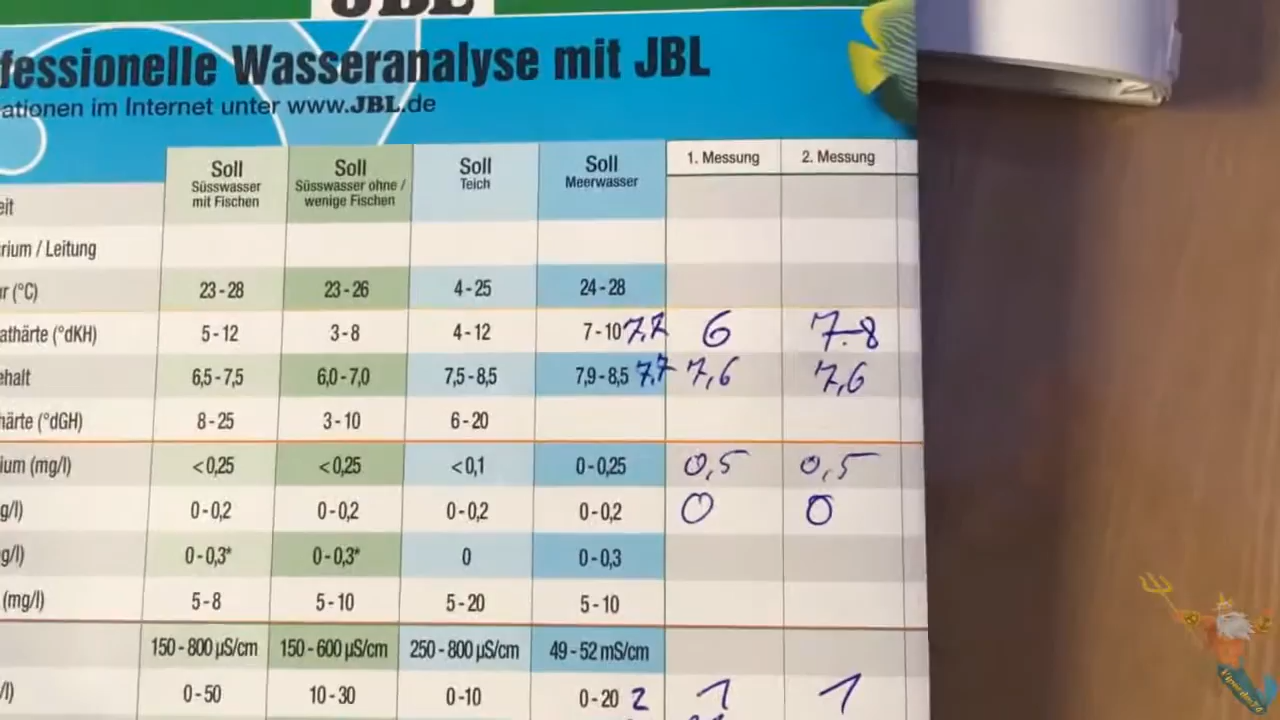 JBL
fessionelle Wasseranalyse mit JBL
ationen im Internet unter www.JBL.de
Soll Süsswasser mit Fischen Soll Süsswasser ohne / wenige Fischen Soll Teich Soll Meerwasser 1. Messung 2. Messung
eit
rium / Leitung
r (°C) 23 - 28 23 - 26 4 - 25 24 - 28
athärte (°dKH) 5 - 12 3 - 8 4 - 12 7 - 10 7,7 6 7-8
ehalt 6,5 - 7,5 6,0 - 7,0 7,5 - 8,5 7,9 - 8,5 7,7 7,6 7,6
härte (°dGH) 8 - 25 3 - 10 6 - 20
ium (mg/l) <0,25 <0,25 <0,1 0 - 0,25 0,5 0,5
g/l) 0 - 0,2 0 - 0,2 0 - 0,2 0 - 0,2 0 0
g/l) 0 - 0,3* 0 - 0,3* 0 0 - 0,3
(mg/l) 5 - 8 5 - 10 5 - 20 5 - 10
150 - 800 µS/cm 150 - 600 µS/cm 250 - 800 µS/cm 49 - 52 mS/cm
/l) 0 - 50 10 - 30 0 - 10 0 - 20 2 1 1